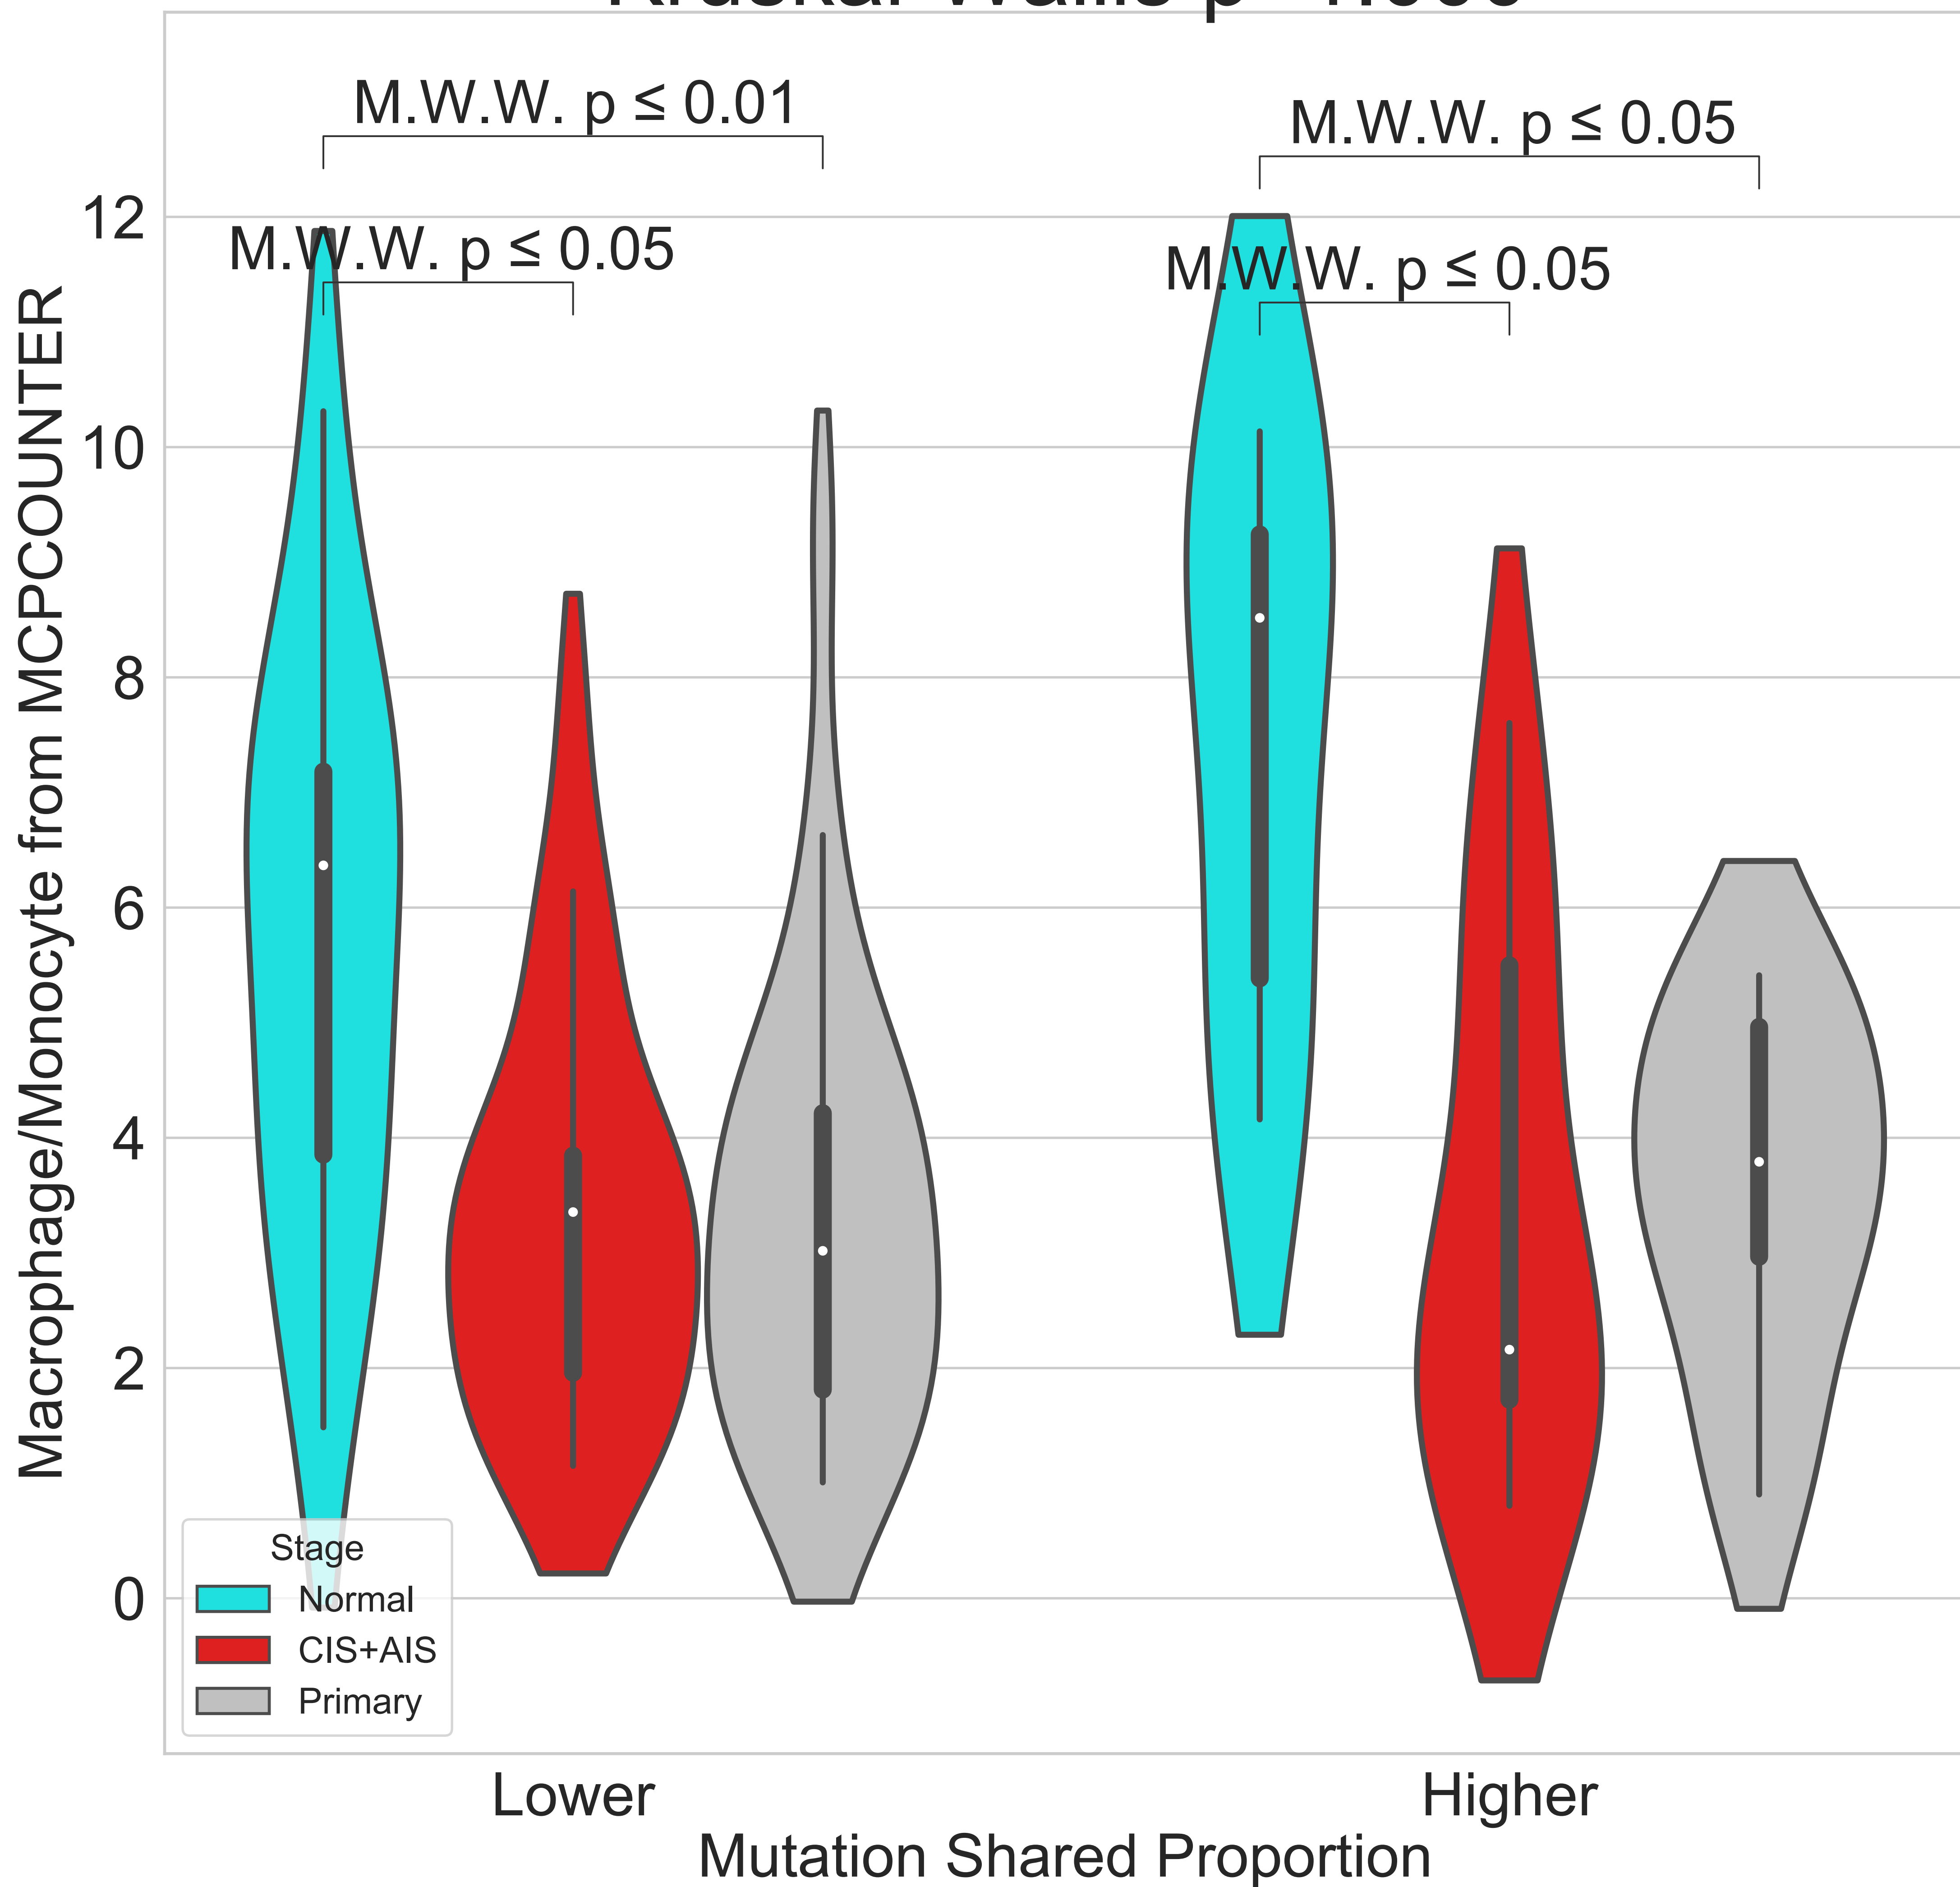 M.W.W. p ≤ 0.01
M.W.W. p ≤ 0.05
M.W.W. p ≤ 0.05
M.W.W. p ≤ 0.05
Macrophage/Monocyte from MCPCOUNTER
12
10
8
6
4
2
0
Stage
Normal
CIS+AIS
Primary
Lower
Higher
Mutation Shared Proportion